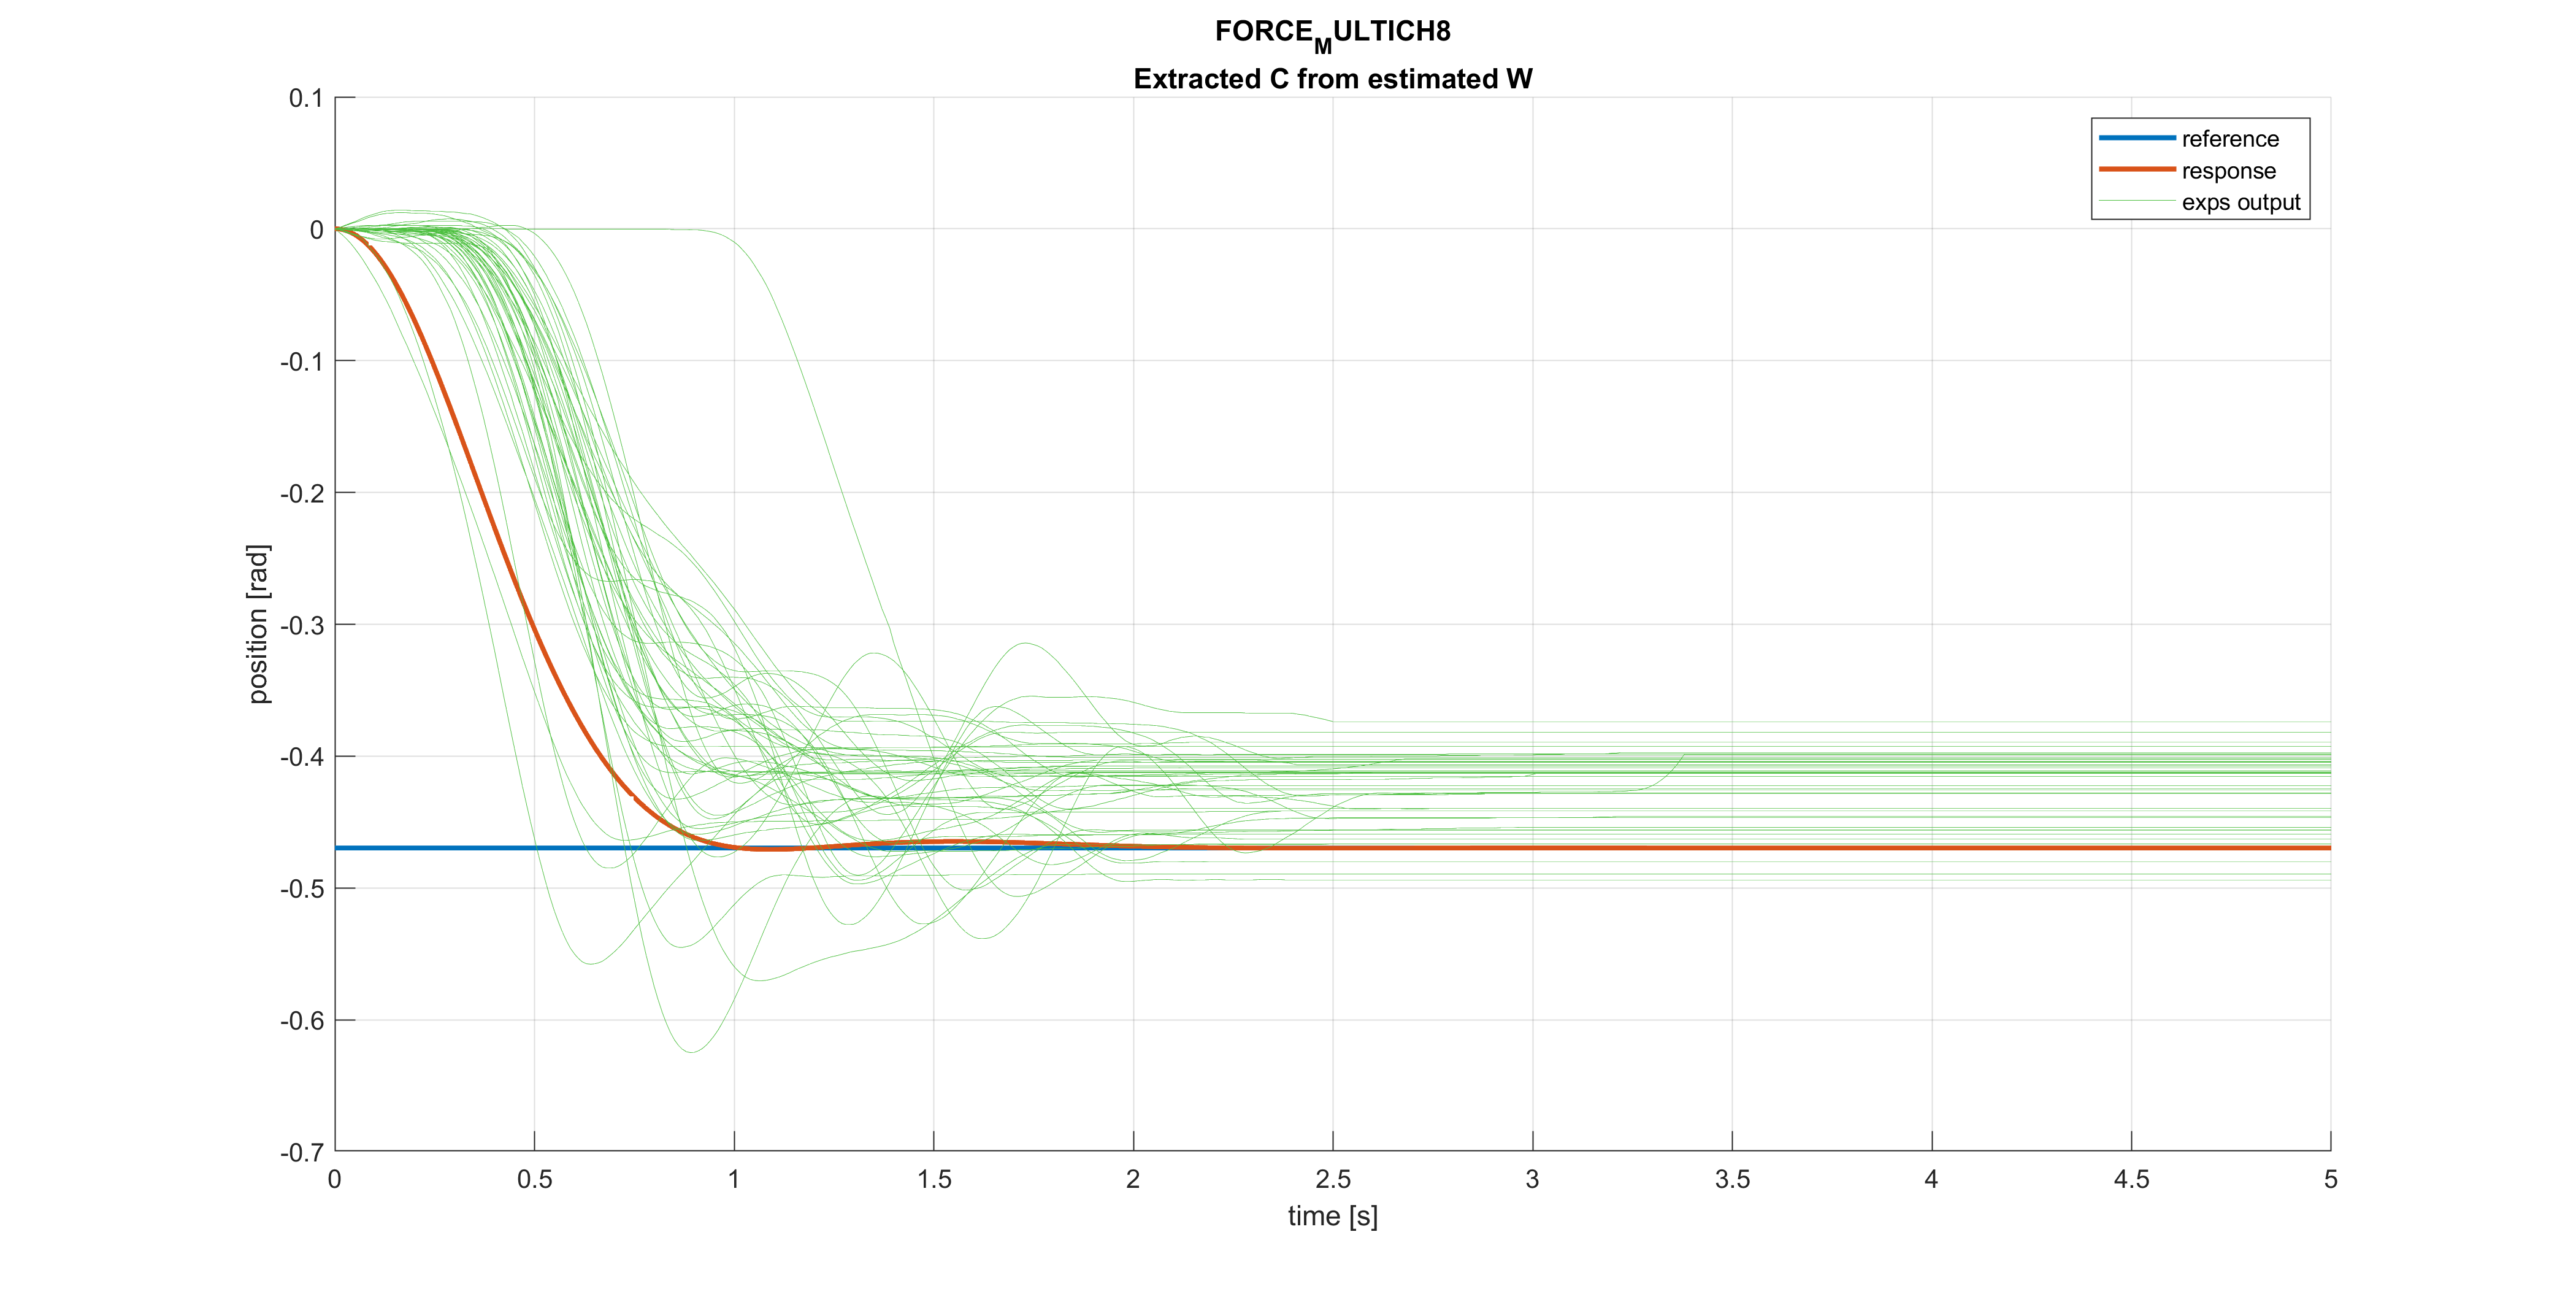 FORCE_MULTICH8
Extracted C from estimated W
0.1
0
-0.1
-0.2
-0.3
-0.4
-0.5
-0.6
-0.7
position [rad]
reference
response
exps output
0 0.5 1 1.5 2 2.5 3 3.5 4 4.5 5
time [s]